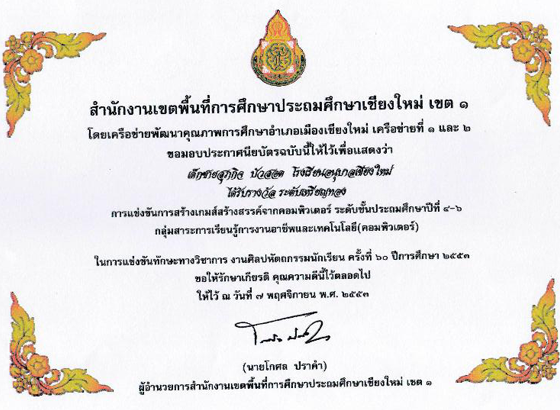 สำนักงานเขตพื้นที่การศึกษาประถมศึกษาเชียงใหม่ เขต ๑
โดยเครือข่ายพัฒนาคุณภาพการศึกษาอำเภอเมืองเชียงใหม่ เครือข่ายที่ ๑ และ ๒
ขอมอบประกาศนียบัตรฉบับนี้ให้ไว้เพื่อแสดงว่า
เด็กชายสุภกิจ บัวสอด โรงเรียนอนุบาลเชียงใหม่
ได้รับรางวัล ระดับเหรียญทอง
การแข่งขันการสร้างเกมส์สร้างสรรค์จากคอมพิวเตอร์ ระดับชั้นประถมศึกษาปีที่ ๔-๖
กลุ่มสาระการเรียนรู้การงานอาชีพและเทคโนโลยี(คอมพิวเตอร์)
ในการแข่งขันทักษะทางวิชาการ งานศิลปหัตถกรรมนักเรียน ครั้งที่ ๖๐ ปีการศึกษา ๒๕๕๓
ขอให้รักษาเกียรติ คุณความดีนี้ไว้ตลอดไป
ให้ไว้ ณ วันที่ ๗ พฤศจิกายน พ.ศ. ๒๕๕๓
(นายโกศล ปราคำ)
ผู้อำนวยการสำนักงานเขตพื้นที่การศึกษาประถมศึกษาเชียงใหม่ เขต ๑